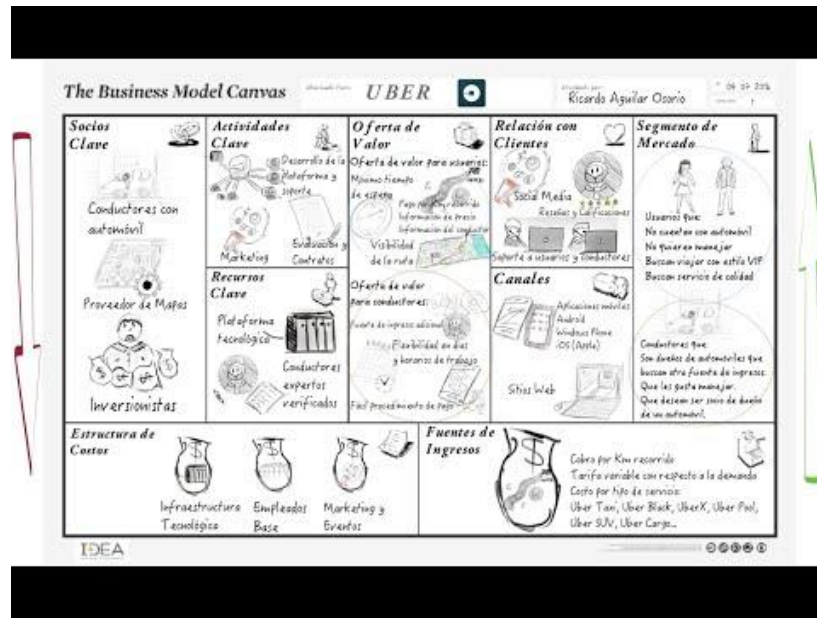 The Business Model Canvas
UBER
Ricardo Aguilar Osorio
Socios
Clave
Conductores con
automóvil
Proveedor de Mapas
Inversionistas
Actividades
Clave
Desarrollo de la
Plataforma y
soporte
Marketing
Evaluación y
Contratos
Recursos
Clave
Plataforma
tecnológica
Conductores
expertos
verificados
Oferta de
Valor
Oferta de valor para usuarios:
Mínimo tiempo
de espera
Pago por Km recorrido
Información de precio
Información del conductor
Visibilidad
de la ruta
Oferta de valor
para conductores:
Fuente de ingreso adicional
Flexibilidad en días
y horarios de trabajo
Fácil procedimiento de pago
Relación con
Clientes
Social Media
Reseñas y Calificaciones
Soporte a usuarios y conductores
Canales
Aplicaciones móviles
Android
Windows Phone
iOS (Apple)
Sitios Web
Segmento de
Mercado
Usuarios que:
No cuentan con automóvil
No quieren manejar
Buscan viajar con estilo VIP
Buscan servicio de calidad
Conductores que:
Son dueños de automóviles que
buscan otra fuente de ingresos.
Que les gusta manejar.
Que desean ser socio de dueño
de un automóvil.
Estructura de
Costos
Infraestructura
Tecnológica
Empleados
Base
Marketing y
Eventos
Fuentes de
Ingresos
Cobro por Km recorrido
Tarifa variable con respecto a la demanda
Costo por tipo de servicio:
Uber Taxi, Uber Black, UberX, Uber Pool,
Uber SUV, Uber Cargo...
IDEA